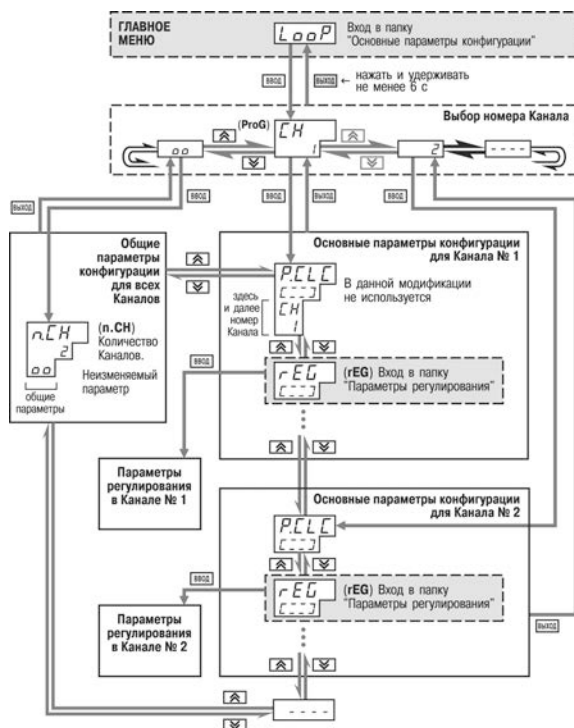 ГЛАВНОЕ
МЕНЮ
LooP
Вход в папку
"Основные параметры конфигурации"
ВВОД
ВЫХОД
← нажать и удерживать
не менее 6 с
Выбор номера Канала
(ProG)
CH
1
oo
2
- - - -
ВЫХОД
ВВОД
ВВОД
ВЫХОД
ВВОД
Общие
параметры
конфигурации
для всех
Каналов
n.CH
2
oo
(n.CH)
Количество
Каналов.
Неизменяемый
параметр
общие
параметры
Основные параметры конфигурации
для Канала № 1
P.CLC
[---]
CH
1
здесь
и далее
номер
Канала
В данной модификации
не используется
ВВОД
rEG
[---]
(rEG) Вход в папку
"Параметры регулирования"
Параметры
регулирования
в Канале № 1
Основные параметры конфигурации
для Канала № 2
P.CLC
[---]
ВВОД
rEG
[---]
(rEG) Вход в папку
"Параметры регулирования"
Параметры
регулирования
в Канале № 2
ВЫХОД
- - - -